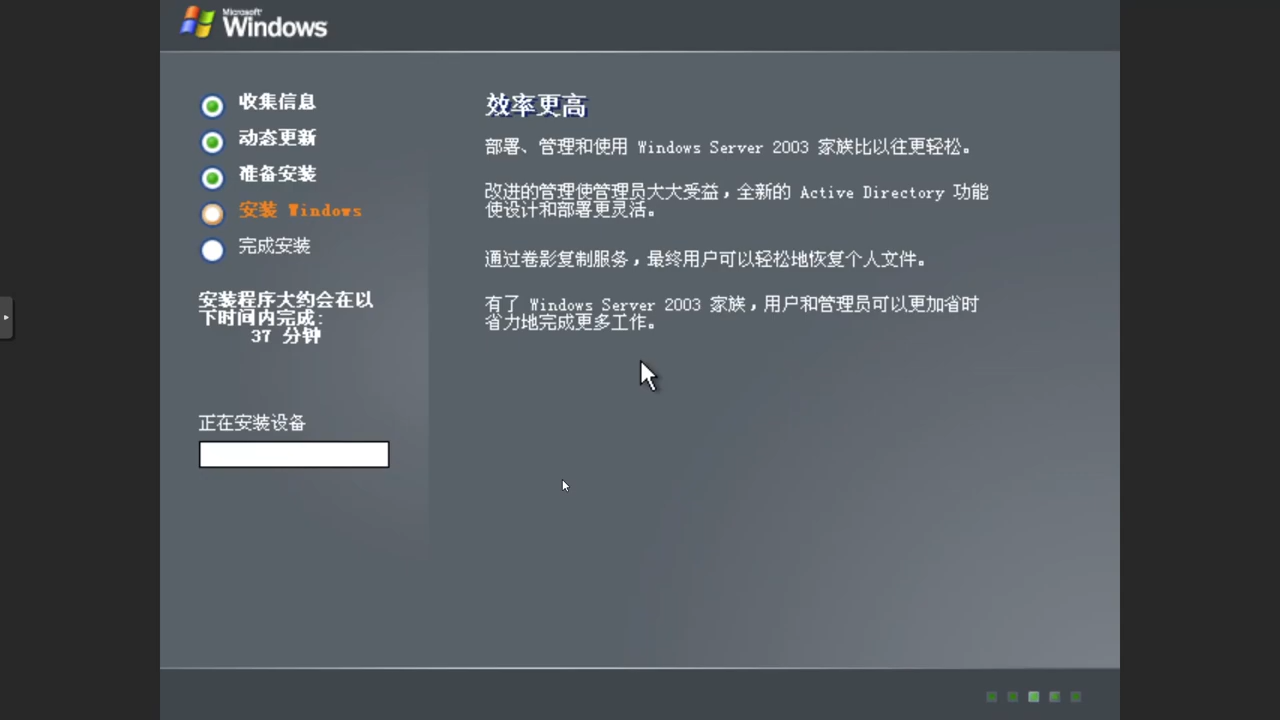 Microsoft
Windows
收集信息
动态更新
准备安装
安装 Windows
完成安装
安装程序大约会在以
下时间内完成:
37 分钟
正在安装设备
效率更高
部署、管理和使用 Windows Server 2003 家族比以往更轻松。
改进的管理使管理员大大受益，全新的 Active Directory 功能
使设计和部署更灵活。
通过卷影复制服务，最终用户可以轻松地恢复个人文件。
有了 Windows Server 2003 家族，用户和管理员可以更加省时
省力地完成更多工作。